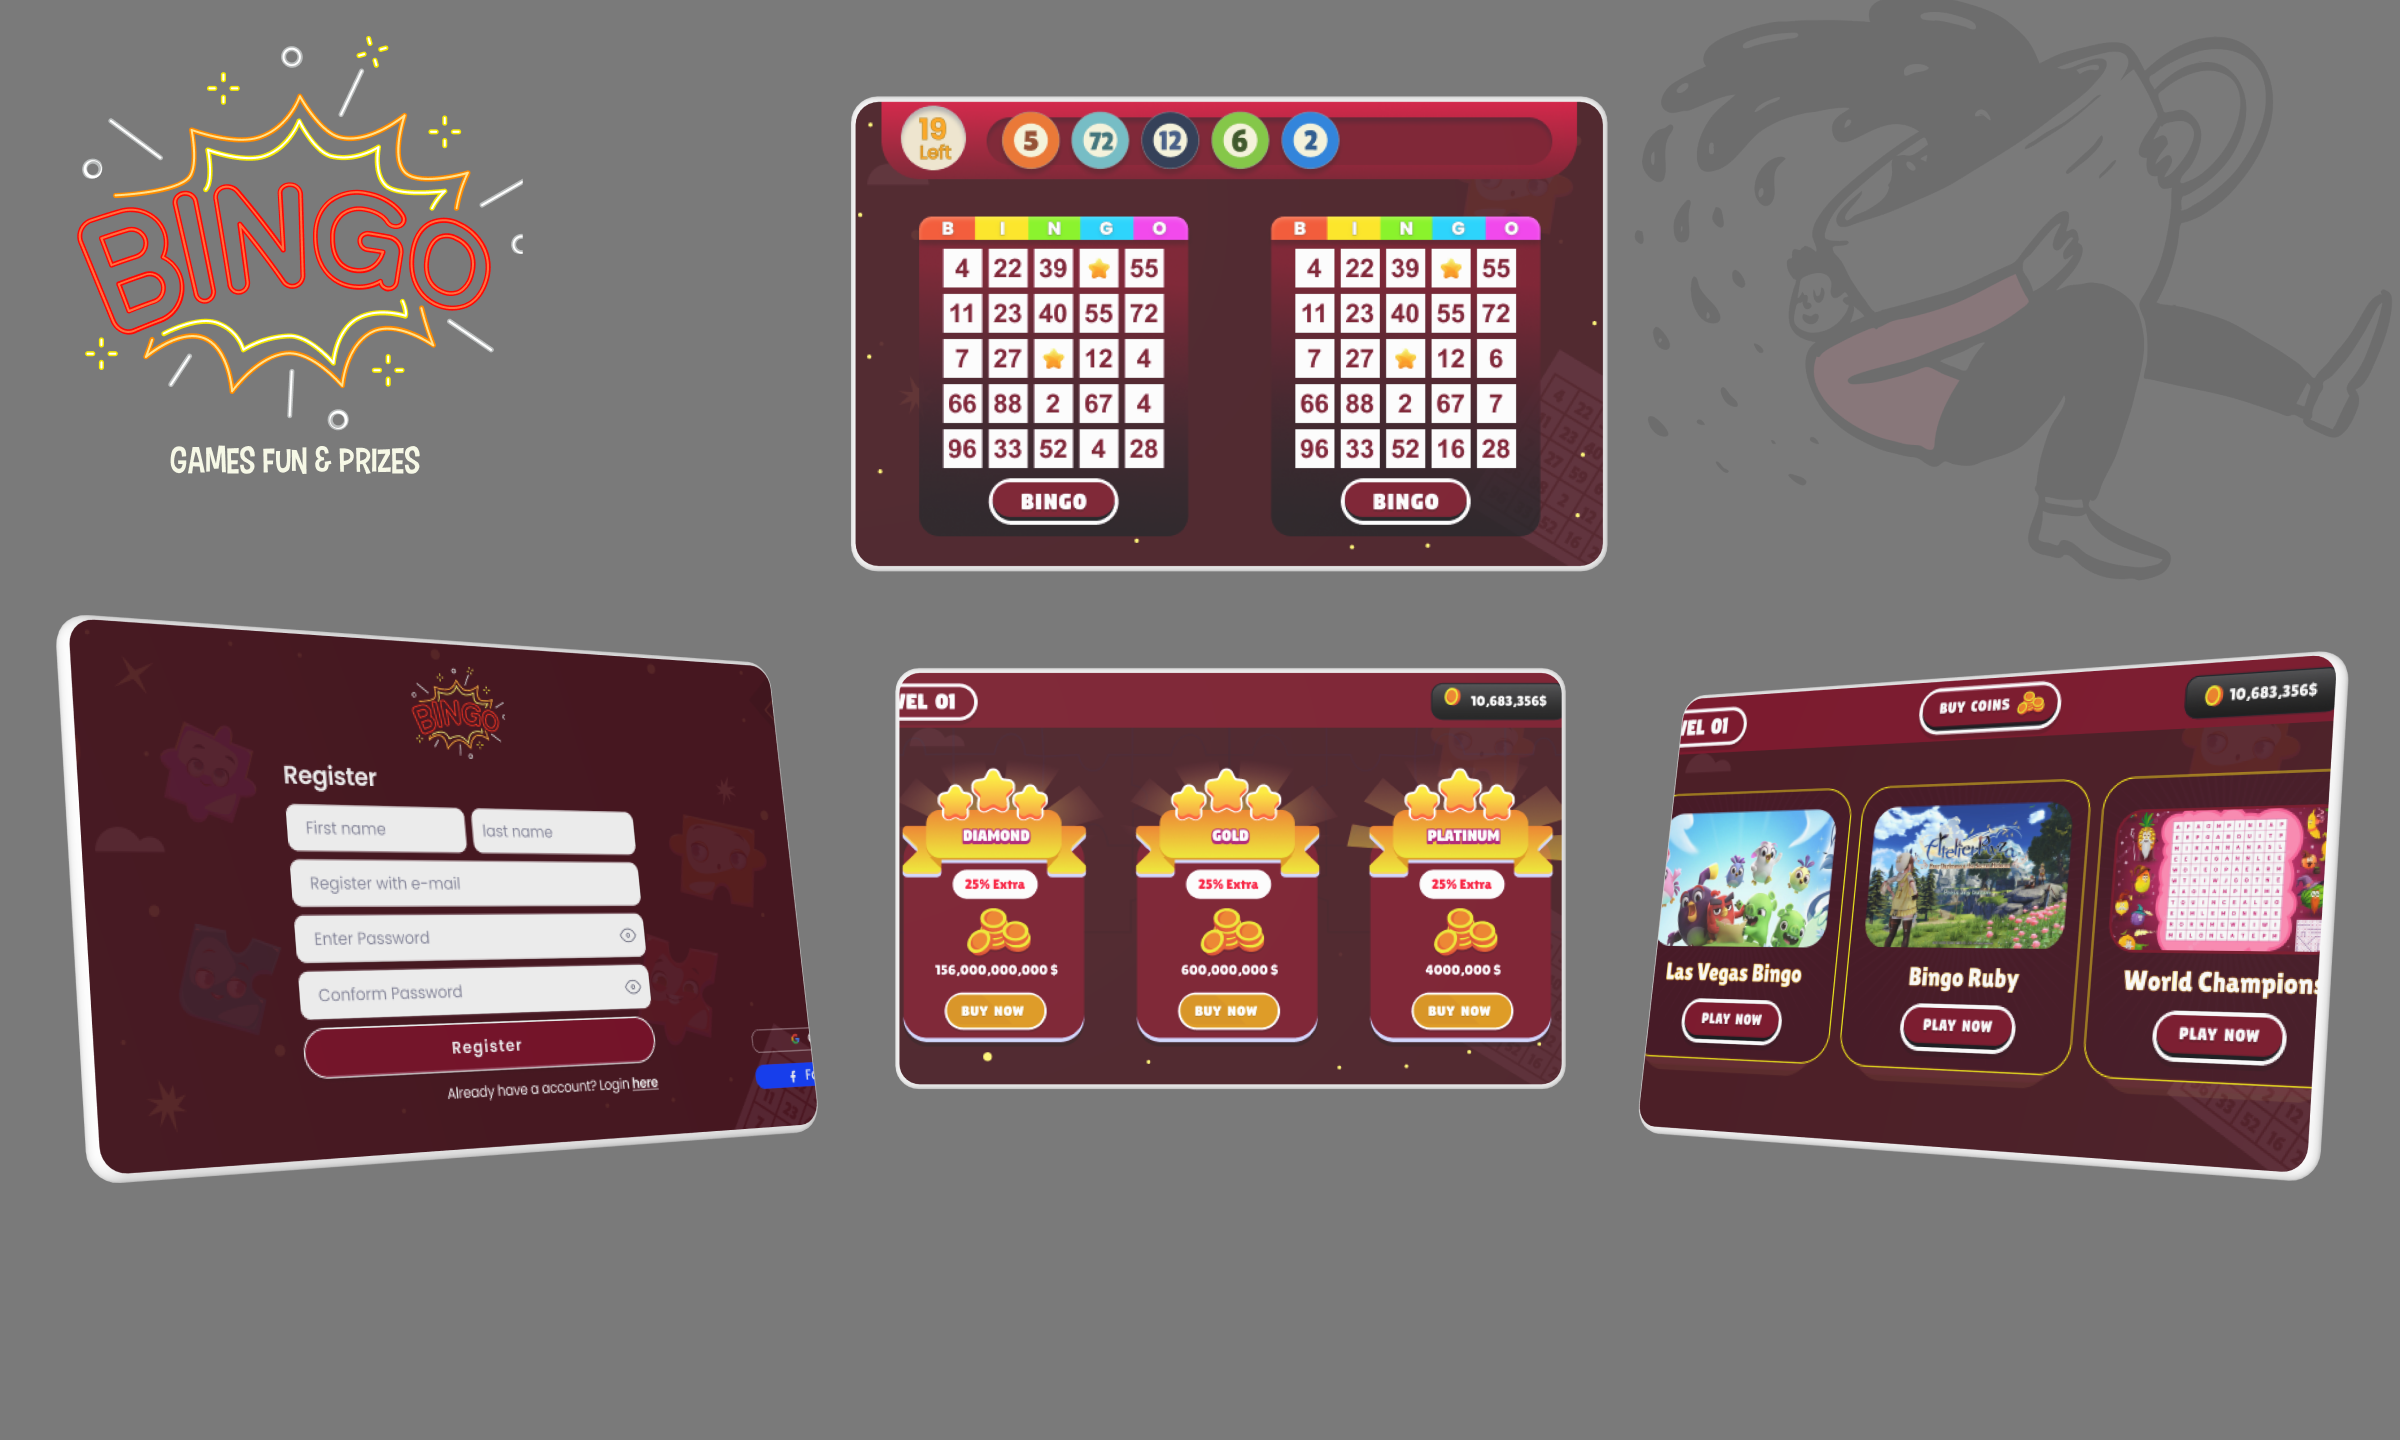 BINGO
GAMES FUN & PRIZES
19
Left
5 72 12 6 2
B I N G O
4 22 39 55
11 23 40 55 72
7 27 12 4
66 88 2 67 4
96 33 52 4 28
BINGO
B I N G O
4 22 39 55
11 23 40 55 72
7 27 12 6
66 88 2 67 7
96 33 52 16 28
BINGO
BINGO
Register
First name last name
Register with e-mail
Enter Password
Conform Password
Register
Already have a account? Login here
VEL 01 10,683,356$
DIAMOND
25% Extra
156,000,000,000 $
BUY NOW
GOLD
25% Extra
600,000,000 $
BUY NOW
PLATINUM
25% Extra
4000,000 $
BUY NOW
VEL 01 BUY COINS 10,683,356$
Las Vegas Bingo
PLAY NOW
Bingo Ruby
PLAY NOW
World Champions
PLAY NOW